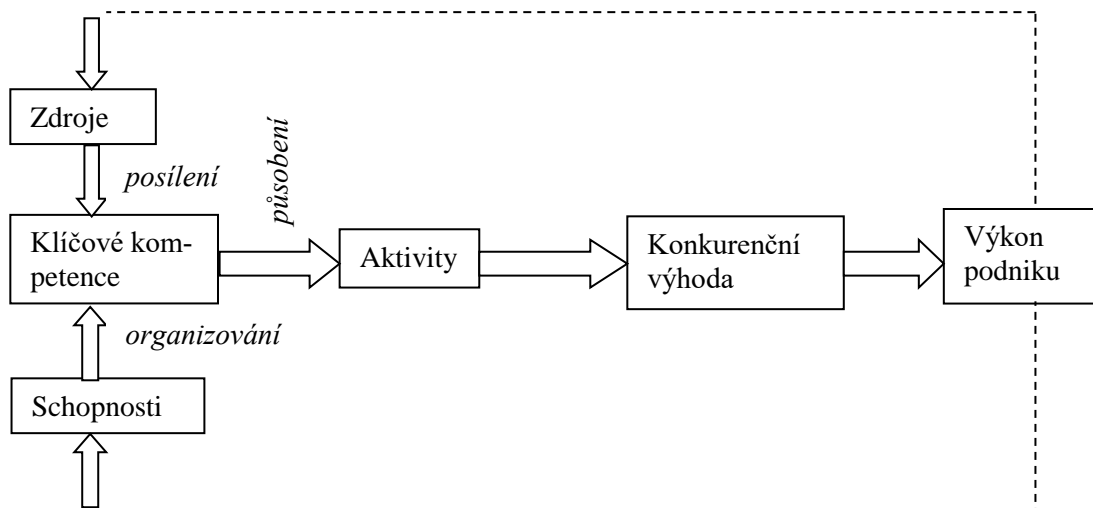 Zdroje
posílení
působení
Klíčové kom-
petence
Aktivity
Konkurenční
výhoda
Výkon
podniku
organizování
Schopnosti